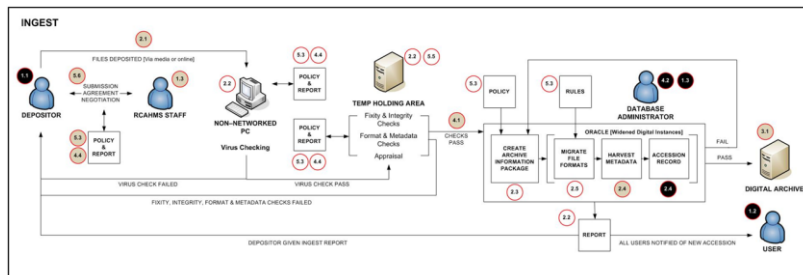 INGEST
2.1
FILES DEPOSITED [Via media or online]
1.1
DEPOSITOR
5.6
SUBMISSION
AGREEMENT
NEGOTIATION
1.3
RCAHMS STAFF
5.3
4.4
POLICY
&
REPORT
2.2
NON–NETWORKED
PC
Virus Checking
5.3
4.4
POLICY
&
REPORT
POLICY
&
REPORT
5.3
4.4
2.2
5.5
TEMP HOLDING AREA
Fixity & Integrity
Checks
Format & Metadata
Checks
Appraisal
4.1
CHECKS
PASS
5.3
POLICY
5.3
RULES
4.2
1.3
DATABASE
ADMINISTRATOR
ORACLE [Widened Digital Instances]
CREATE
ARCHIVE
INFORMATION
PACKAGE
2.3
MIGRATE
FILE
FORMATS
2.5
HARVEST
METADATA
2.4
ACCESSION
RECORD
2.4
FAIL
PASS
3.1
DIGITAL ARCHIVE
VIRUS CHECK FAILED
VIRUS CHECK PASS
FIXITY, INTEGRITY, FORMAT & METADATA CHECKS FAILED
2.2
REPORT
DEPOSITOR GIVEN INGEST REPORT
ALL USERS NOTIFIED OF NEW ACCESSION
1.2
USER